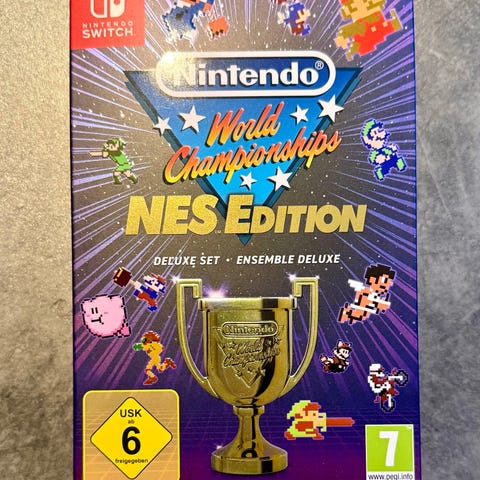 NINTENDO
SWITCH
Nintendo®
World
Championships
NES EDITION
™
DELUXE SET • ENSEMBLE DELUXE
Nintendo
World
Championships
USK
ab
6
freigegeben
7
www.pegi.info